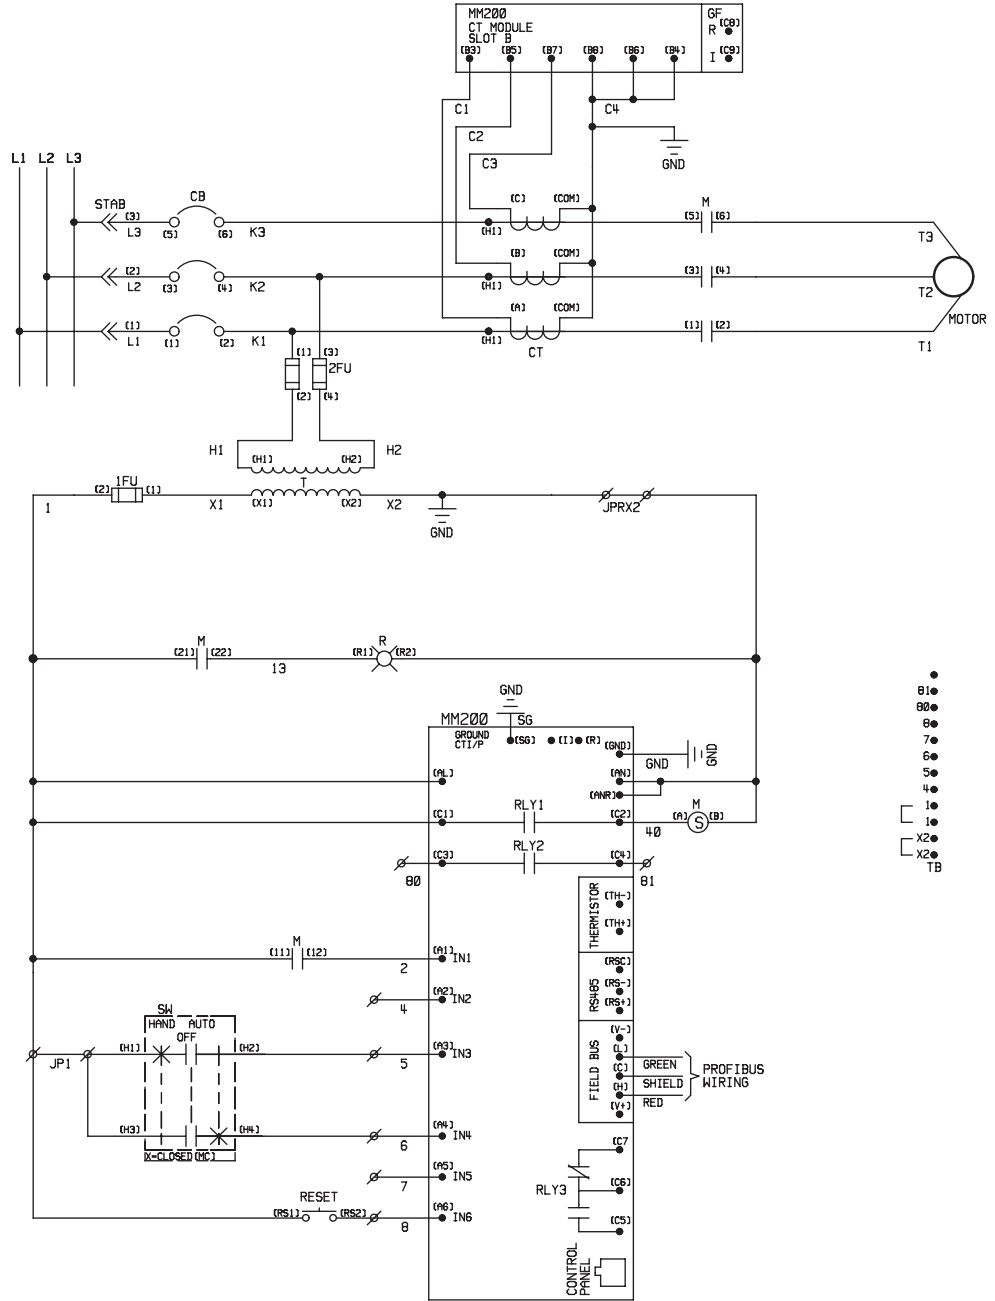 MM200
CT MODULE
SLOT B
GF
R (C8)
I (C9)
(B3) (B5) (B7) (B8) (B6) (B4)
C1
C4
C2
C3
GND
L1 L2 L3
STAB
CB
(C) (COM)
M
(3)
L3
(5) (6)
K3
(H1)
(5) (6)
T3
(B) (COM)
(2)
L2
(3) (4)
K2
(H1)
(3) (4)
T2
MOTOR
(A) (COM)
(1)
L1
(1) (2)
K1
(H1)
CT
(1) (2)
T1
(1) (3)
2FU
(2) (4)
H1 (H1) (H2) H2
T
1FU
(2) (1)
1
X1 (X1) (X2) X2
GND
JPRX2
M
(21) (22)
13
R
(R1) (R2)
GND
MM200
SG
GROUND
CTI/P
(SG) (I) (R)
(GND)
GND
GND
(AL)
(AN)
(ANR)
(C1)
RLY1
(C2)
40
M
(A) S (B)
(C3)
RLY2
(C4)
80
81
THERMISTOR
(TH-)
(TH+)
M
(11) (12)
2
(A1) IN1
RS485
(RSC)
(RS-)
(RS+)
(A2) IN2
4
SW
HAND AUTO
OFF
(H1) (H2)
JP1
5
(A3) IN3
FIELD BUS
(V-)
(L)
GREEN
(C)
SHIELD
(H)
RED
(V+)
PROFIBUS
WIRING
(H3) (H4)
X=CLOSED(MC)
6
(A4) IN4
(A5) IN5
7
RESET
(RS1) (RS2)
8
(A6) IN6
RLY3
(C7
(C6)
(C5)
CONTROL
PANEL
81
80
8
7
6
5
4
1
1
X2
X2
TB